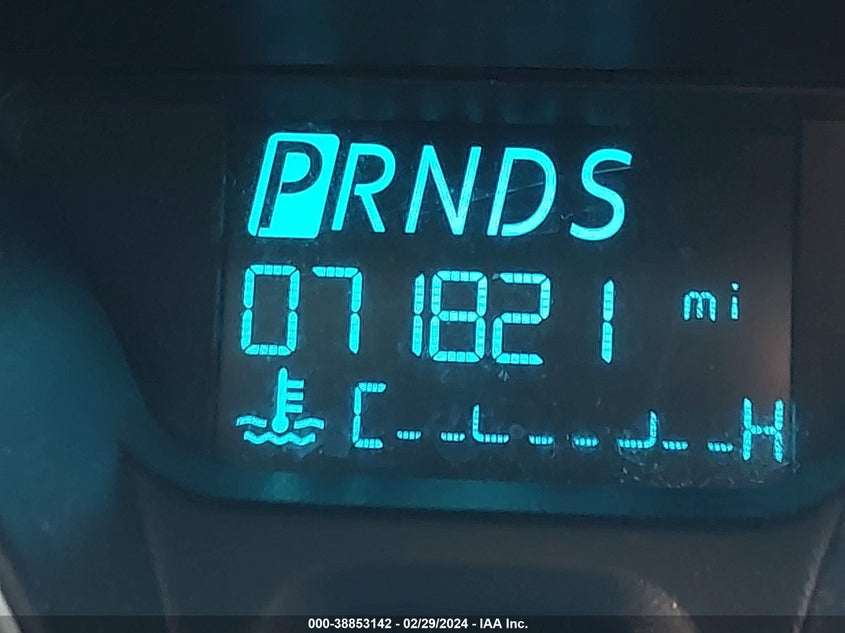 PRNDS
071821 mi
C H
000-38853142 - 02/29/2024 - IAA Inc.